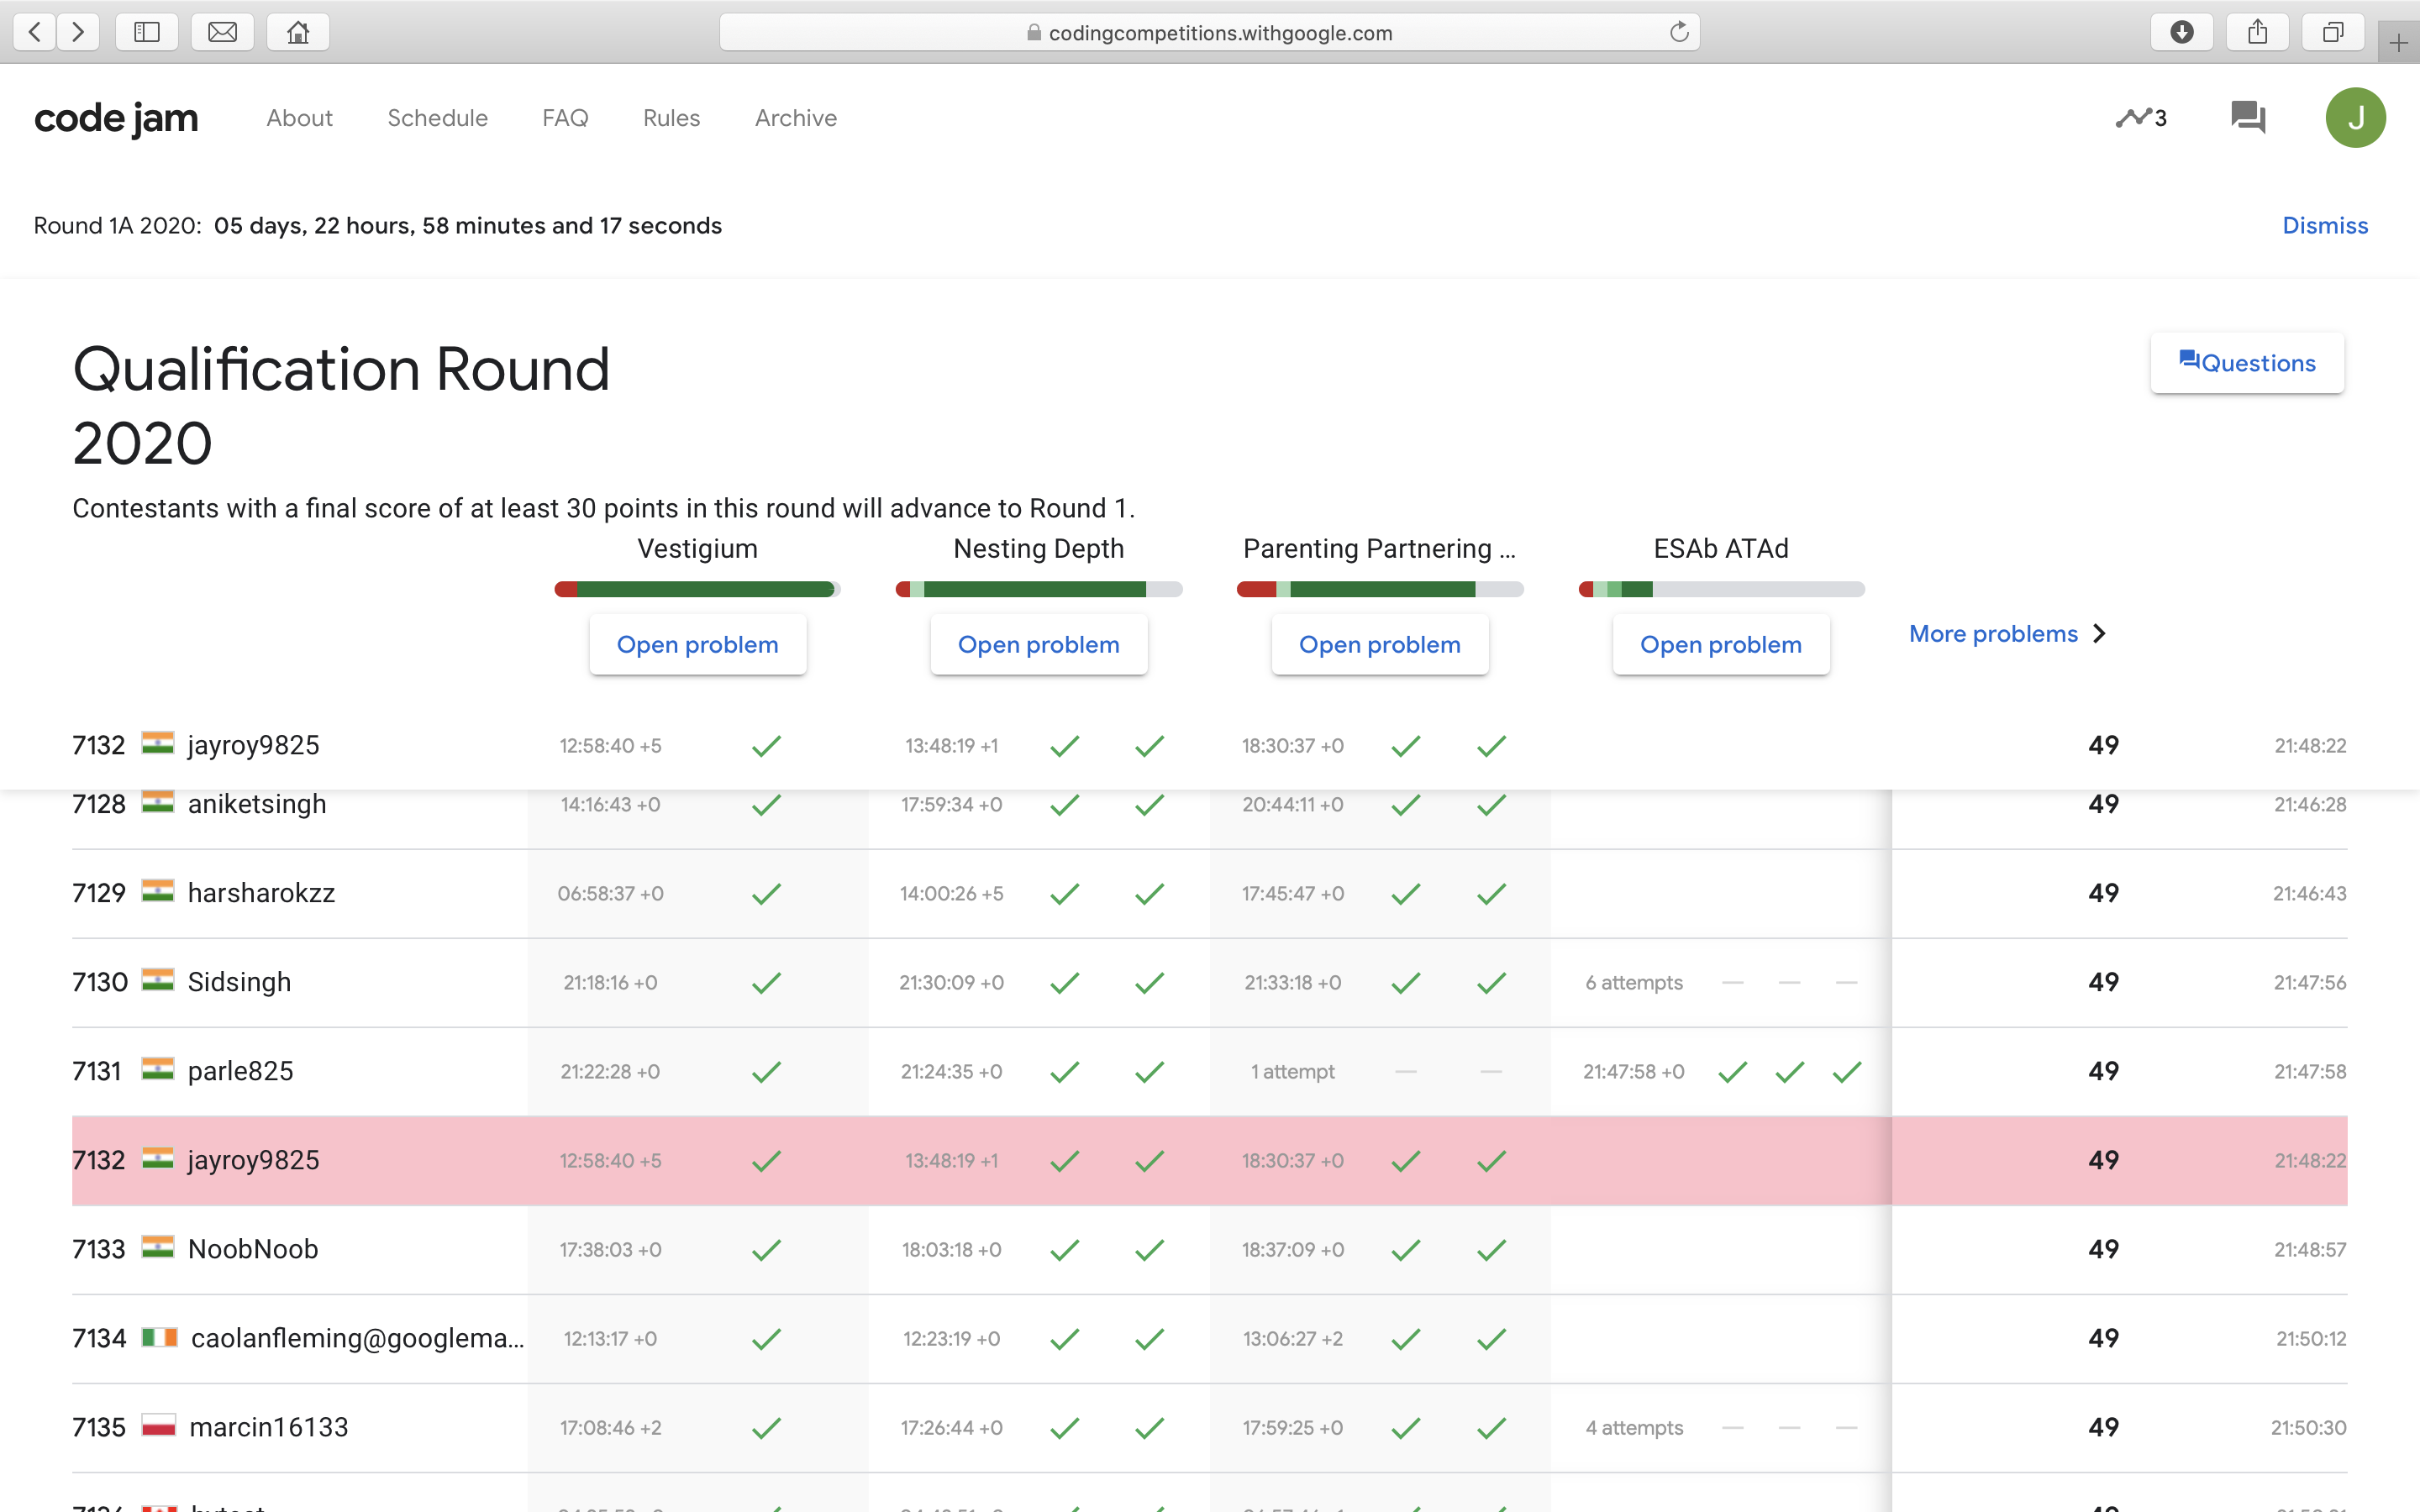 codingcompetitions.withgoogle.com
code jam About Schedule FAQ Rules Archive 3 J
Round 1A 2020: 05 days, 22 hours, 58 minutes and 17 seconds Dismiss
Qualification Round
2020
Questions
Contestants with a final score of at least 30 points in this round will advance to Round 1.
Vestigium Nesting Depth Parenting Partnering ... ESAb ATAd
Open problem Open problem Open problem Open problem More problems
7132 jayroy9825 12:58:40 +5 13:48:19 +1 18:30:37 +0 49 21:48:22
7128 aniketsingh 14:16:43 +0 17:59:34 +0 20:44:11 +0 49 21:46:28
7129 harsharokzz 06:58:37 +0 14:00:26 +5 17:45:47 +0 49 21:46:43
7130 Sidsingh 21:18:16 +0 21:30:09 +0 21:33:18 +0 6 attempts — — — 49 21:47:56
7131 parle825 21:22:28 +0 21:24:35 +0 1 attempt — — 21:47:58 +0 49 21:47:58
7132 jayroy9825 12:58:40 +5 13:48:19 +1 18:30:37 +0 49 21:48:22
7133 NoobNoob 17:38:03 +0 18:03:18 +0 18:37:09 +0 49 21:48:57
7134 caolanfleming@googlema... 12:13:17 +0 12:23:19 +0 13:06:27 +2 49 21:50:12
7135 marcin16133 17:08:46 +2 17:26:44 +0 17:59:25 +0 4 attempts — — — 49 21:50:30